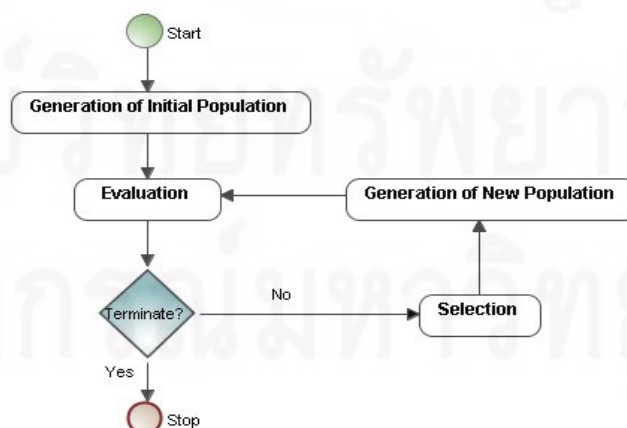 Start
Generation of Initial Population
Evaluation
Generation of New Population
Terminate?
No
Selection
Yes
Stop